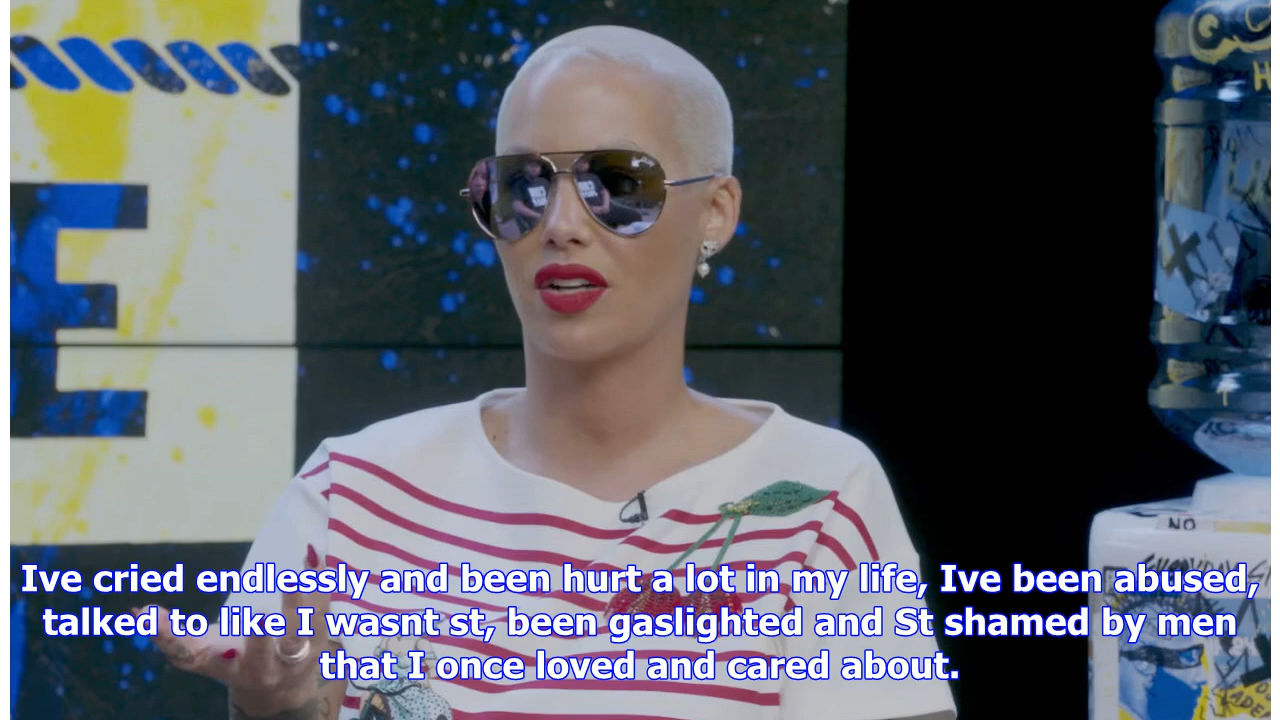 E
NO
Ive cried endlessly and been hurt a lot in my life, Ive been abused,
talked to like I wasnt st, been gaslighted and St shamed by men
that I once loved and cared about.